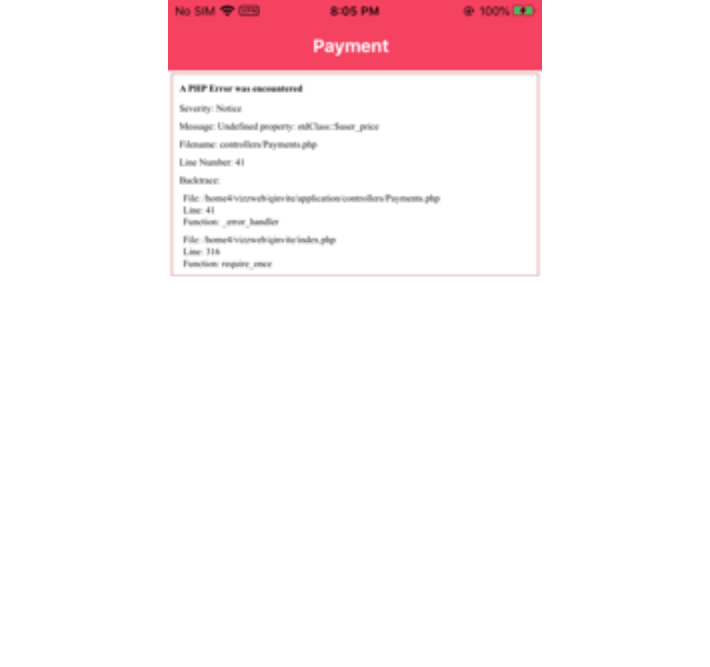 No SIM VPN 8:05 PM 100%
Payment
A PHP Error was encountered
Severity: Notice
Message: Undefined property: stdClass::$user_price
Filename: controllers/Payments.php
Line Number: 41
Backtrace:
File: /home4/vizzweb/qinvite/application/controllers/Payments.php
Line: 41
Function: _error_handler
File: /home4/vizzweb/qinvite/index.php
Line: 316
Function: require_once